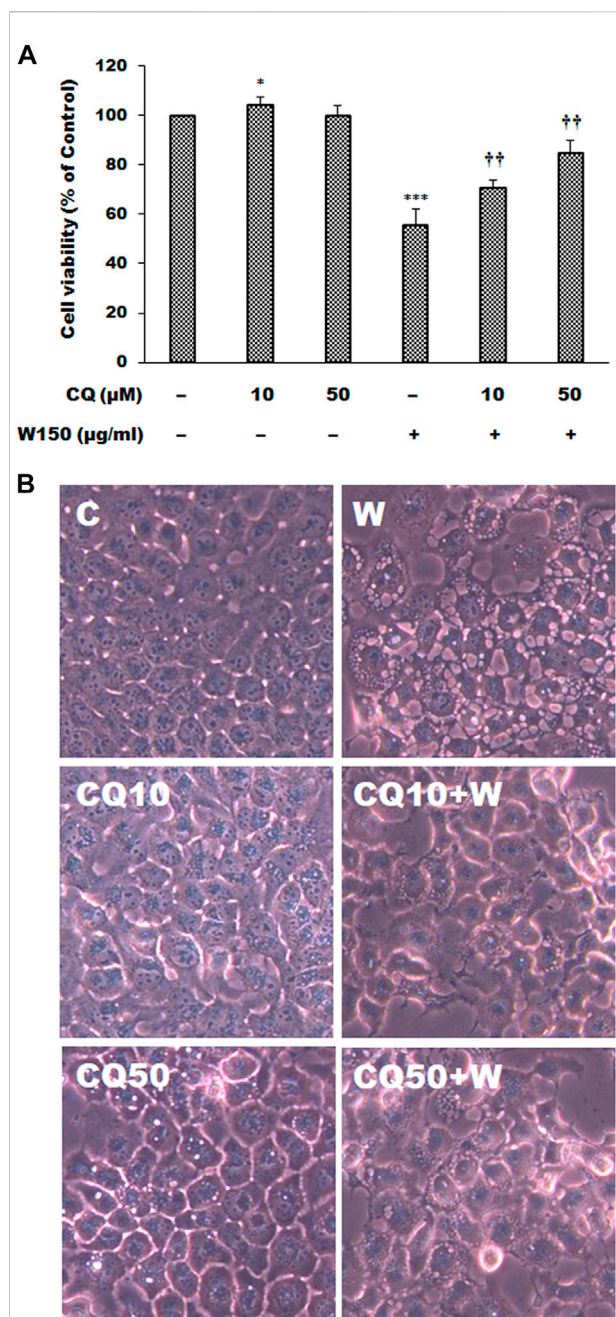 A
Cell viability (% of Control)
120
100
80
60
40
20
0
*
***
††
††
CQ (µM) – 10 50 – 10 50
W150 (µg/ml) – – – + + +
B
C
W
CQ10
CQ10+W
CQ50
CQ50+W